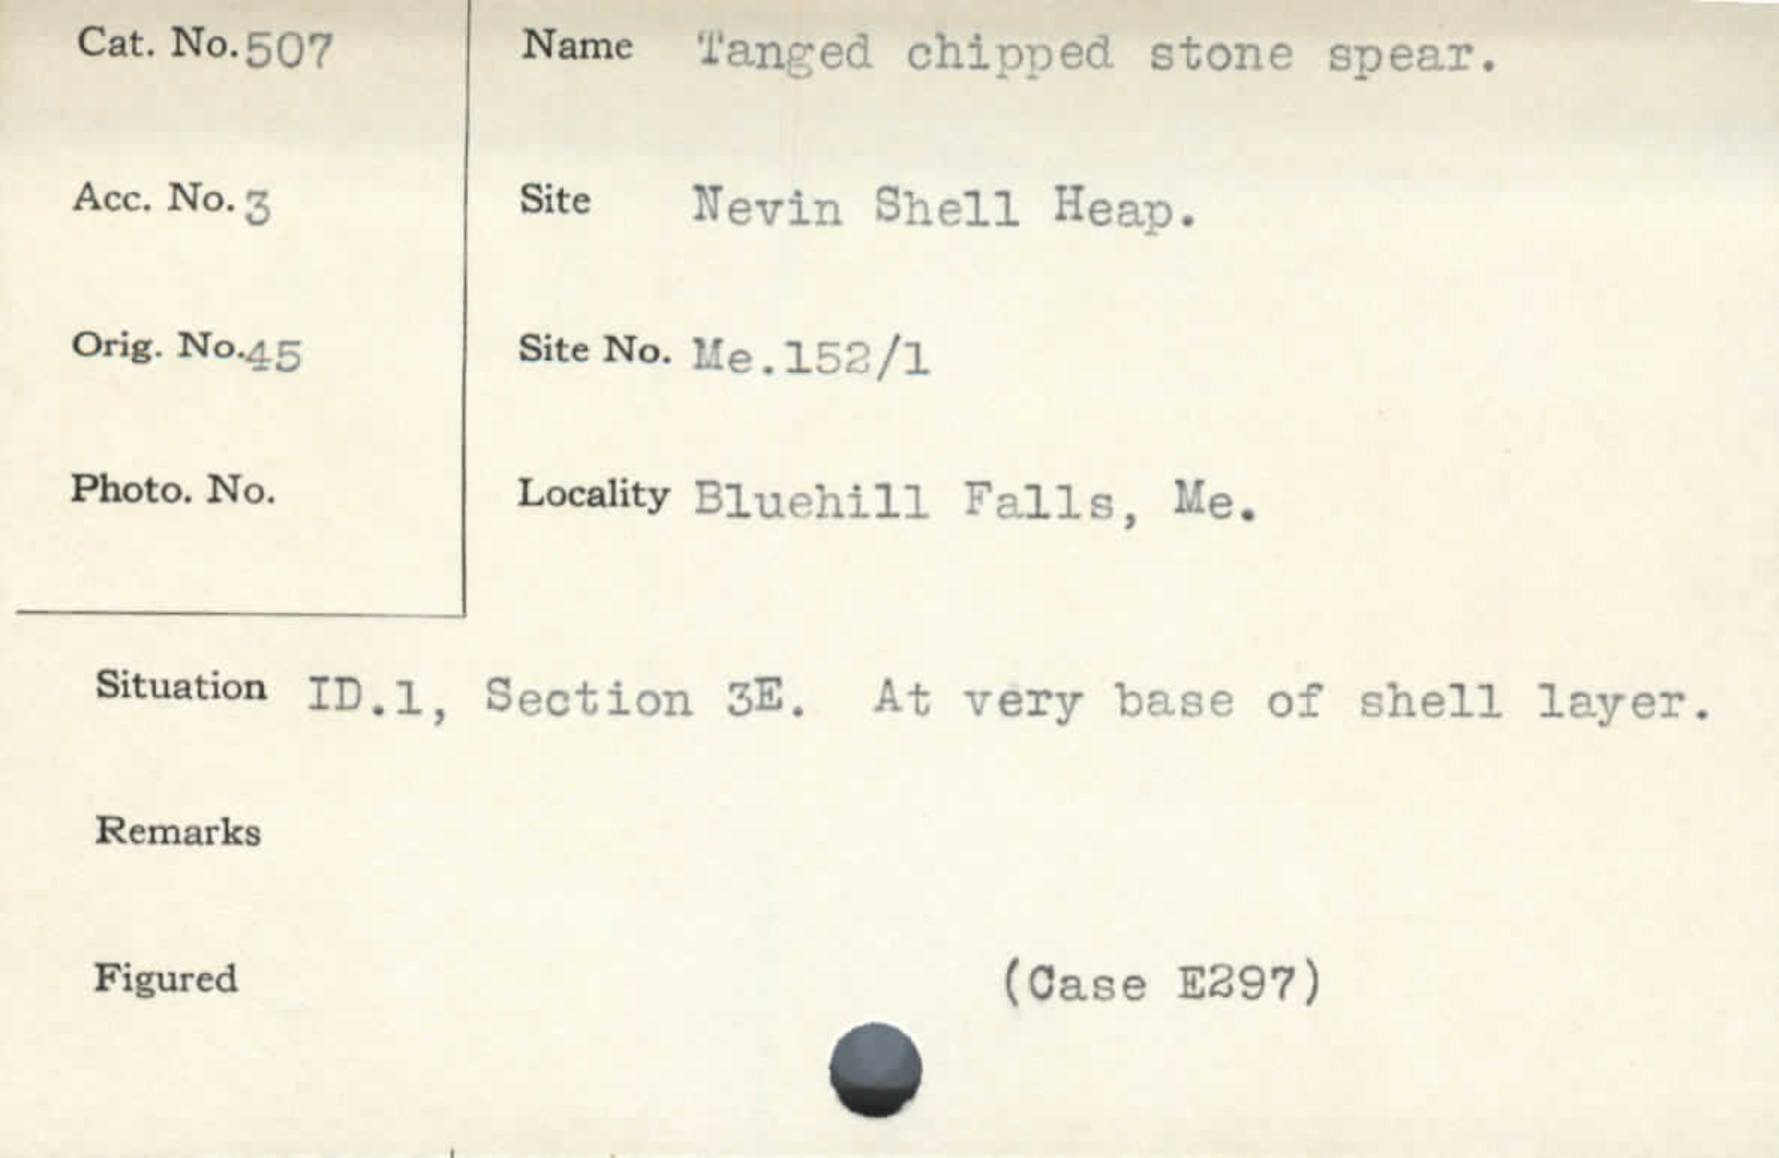 Cat. No. 507
Name Tanged chipped stone spear.
Acc. No. 3
Site Nevin Shell Heap.
Orig. No. 45
Site No. Me.152/1
Photo. No.
Locality Bluehill Falls, Me.
Situation ID.1, Section 3E. At very base of shell layer.
Remarks
Figured
(Case E297)